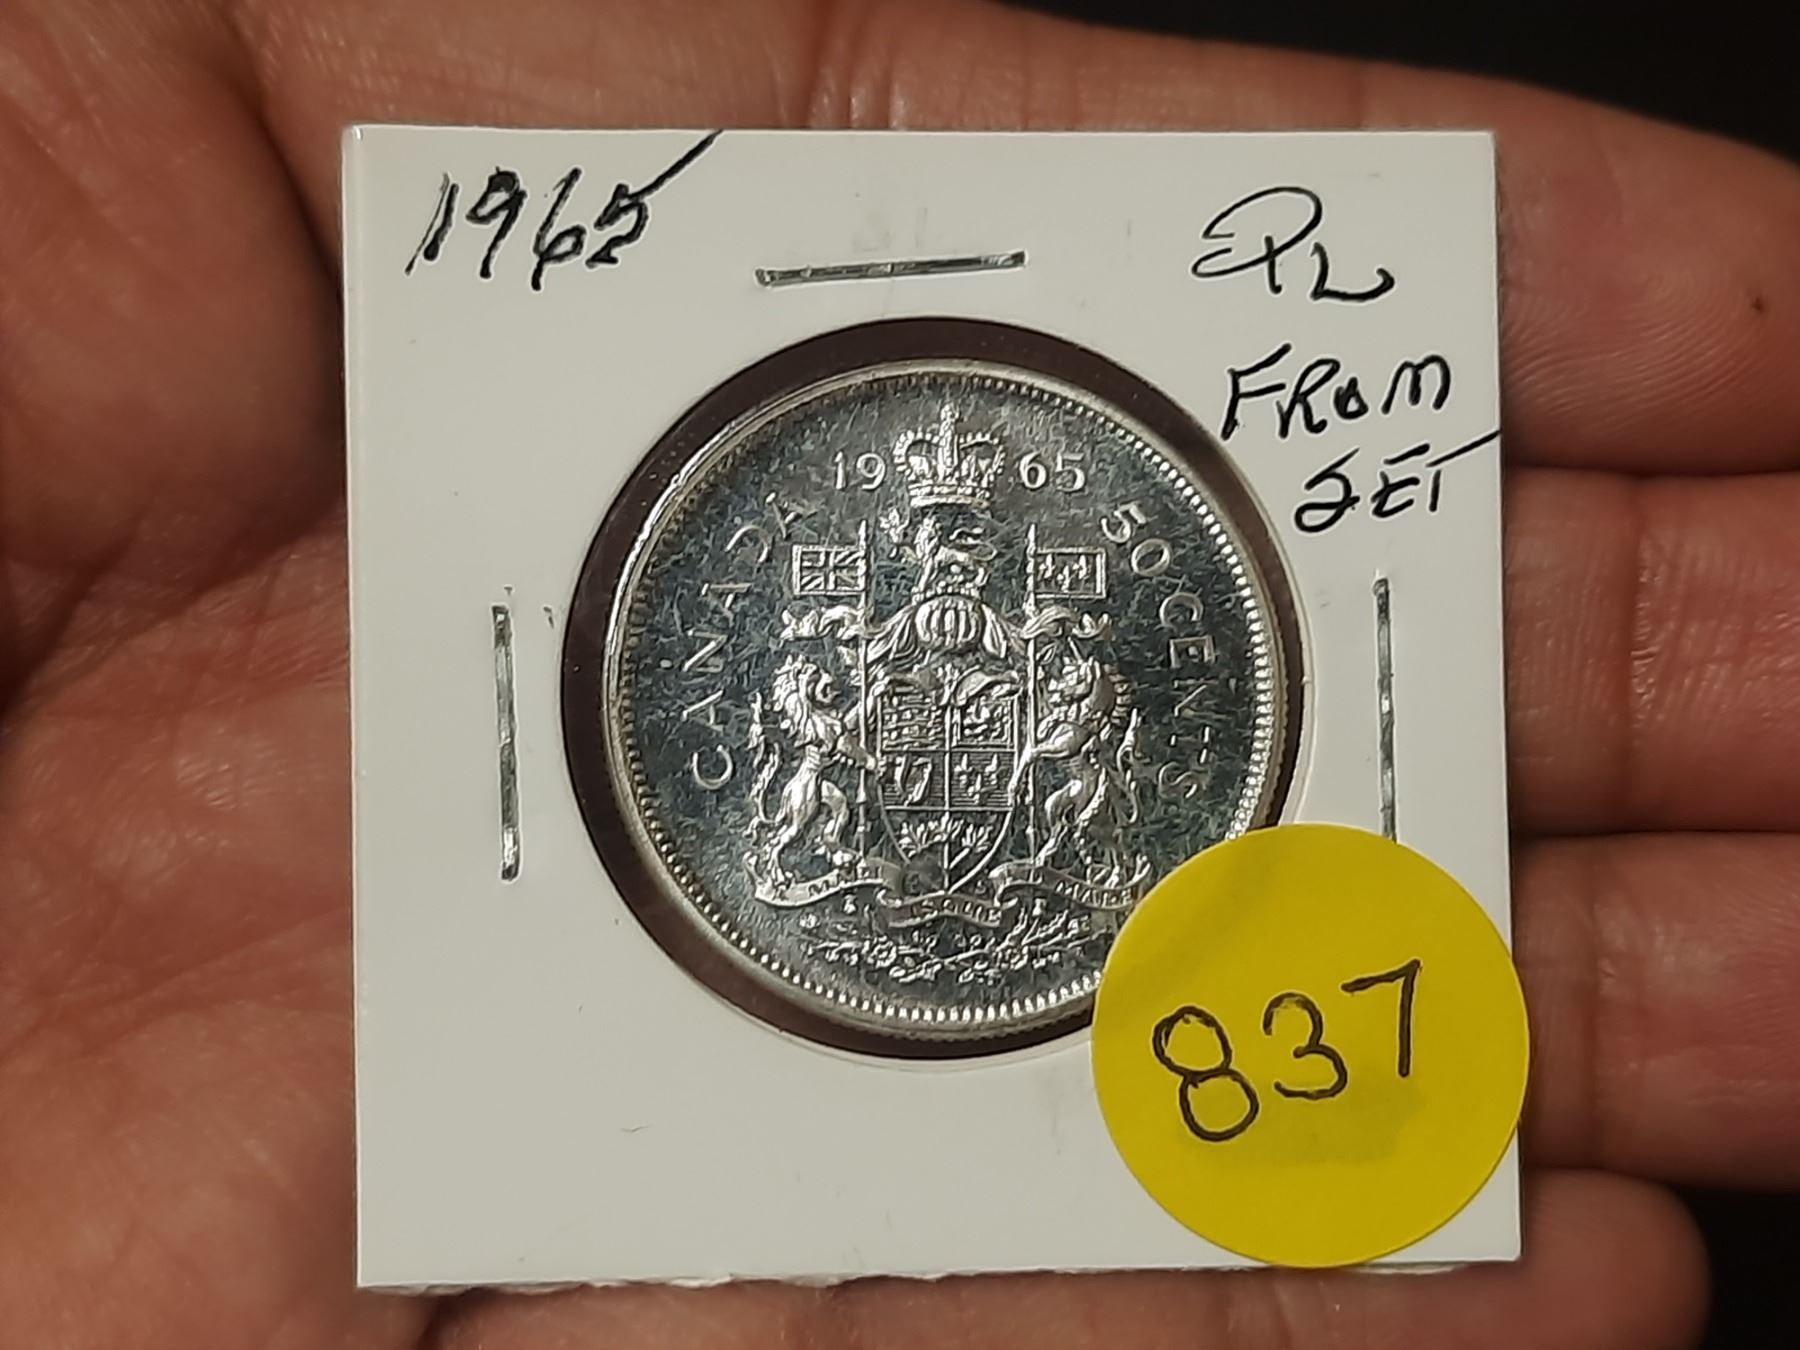 1965
PL
FROM
SET
1965
CANADA
50 CENTS
837